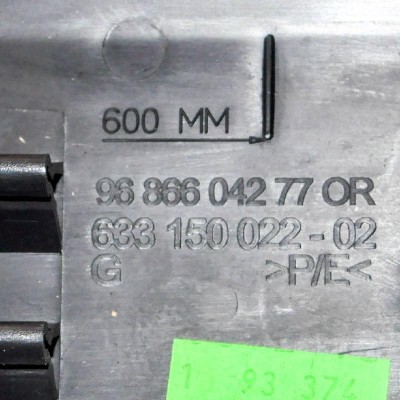 600 MM
96 866 042 77 OR
633 150 022 - 02
G >P/E<
1 93 374